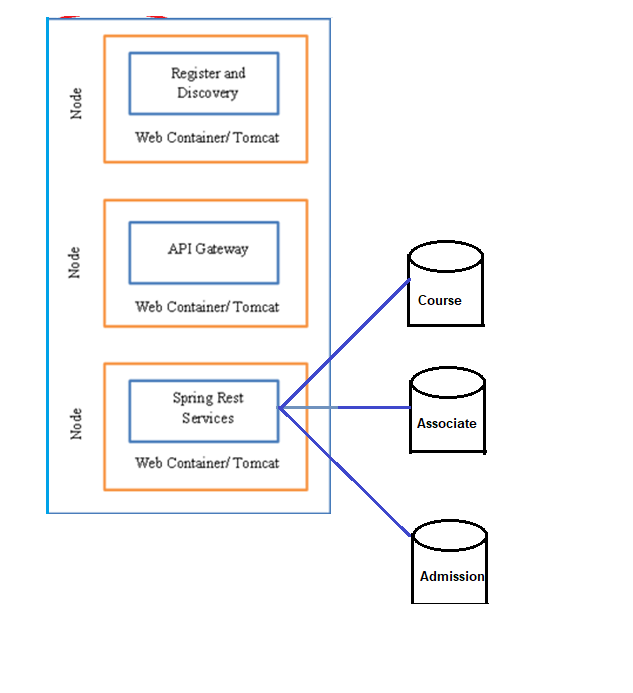 Node
Register and
Discovery
Web Container/ Tomcat
Node
API Gateway
Web Container/ Tomcat
Node
Spring Rest
Services
Web Container/ Tomcat
Course
Associate
Admission